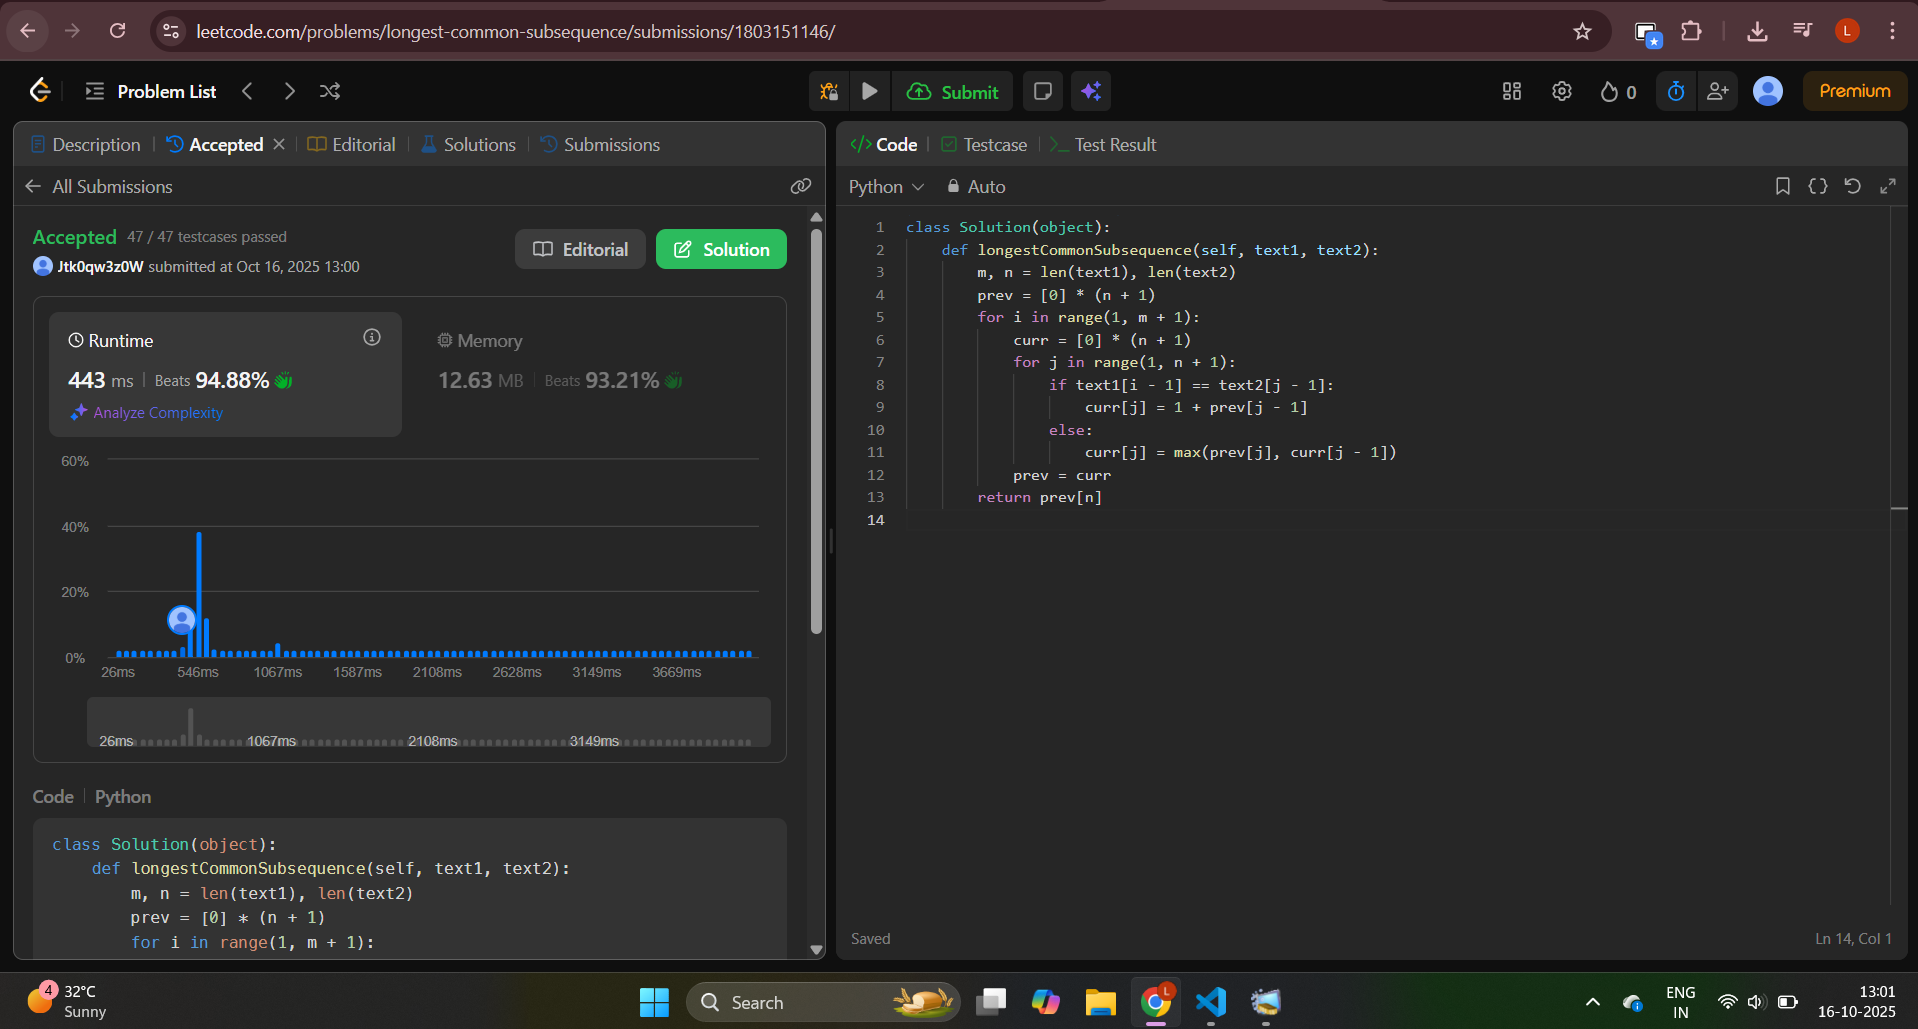 leetcode.com/problems/longest-common-subsequence/submissions/1803151146/
L
Problem List
Submit
0
Premium
Description
Accepted
Editorial
Solutions
Submissions
All Submissions
Accepted 47 / 47 testcases passed
Jtk0qw3z0W submitted at Oct 16, 2025 13:00
Editorial
Solution
Runtime
443 ms Beats 94.88%
Analyze Complexity
Memory
12.63 MB Beats 93.21%
60%
40%
20%
0%
26ms 546ms 1067ms 1587ms 2108ms 2628ms 3149ms 3669ms
26ms 1067ms 2108ms 3149ms
Code Python
class Solution(object):
def longestCommonSubsequence(self, text1, text2):
m, n = len(text1), len(text2)
prev = [0] * (n + 1)
for i in range(1, m + 1):
</> Code
Testcase
Test Result
Python
Auto
1 class Solution(object):
2 def longestCommonSubsequence(self, text1, text2):
3 m, n = len(text1), len(text2)
4 prev = [0] * (n + 1)
5 for i in range(1, m + 1):
6 curr = [0] * (n + 1)
7 for j in range(1, n + 1):
8 if text1[i - 1] == text2[j - 1]:
9 curr[j] = 1 + prev[j - 1]
10 else:
11 curr[j] = max(prev[j], curr[j - 1])
12 prev = curr
13 return prev[n]
14
Saved
Ln 14, Col 1
4
32°C
Sunny
Search
L
ENG
IN
13:01
16-10-2025